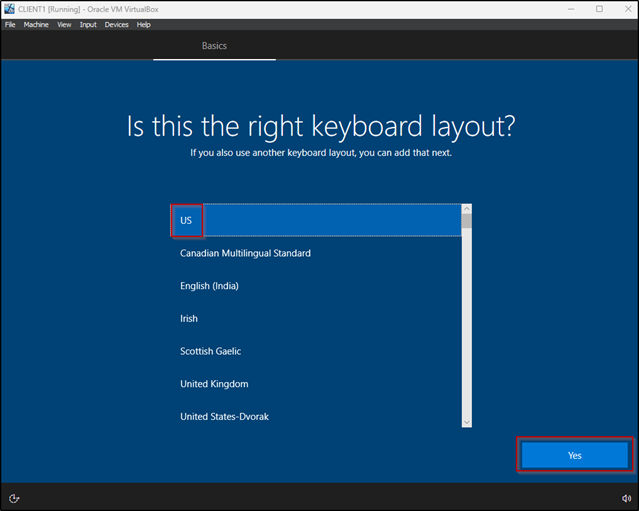 CLIENT1 [Running] - Oracle VM VirtualBox
File Machine View Input Devices Help
Basics
Is this the right keyboard layout?
If you also use another keyboard layout, you can add that next.
US
Canadian Multilingual Standard
English (India)
Irish
Scottish Gaelic
United Kingdom
United States-Dvorak
Yes